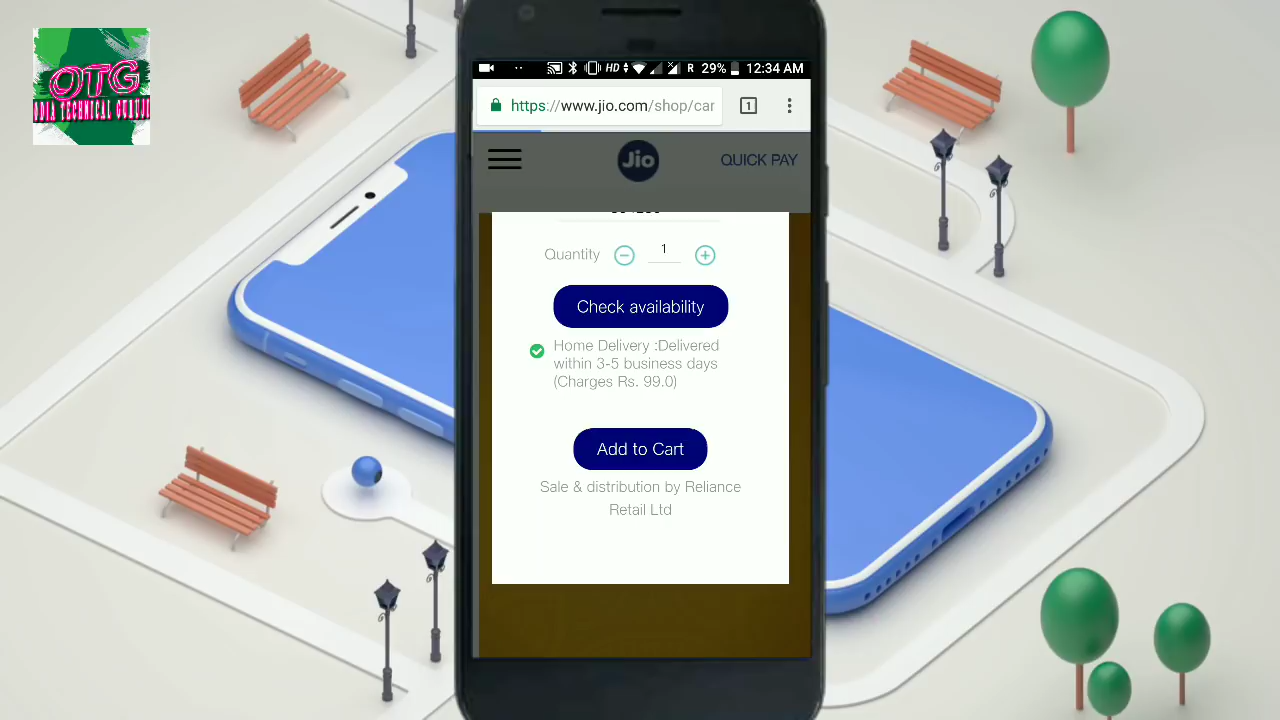 OTG
TECHNICAL
HD R 29% 12:34 AM
https://www.jio.com/shop/car
1
Jio
QUICK PAY
Quantity 1
Check availability
Home Delivery :Delivered
within 3-5 business days
(Charges Rs. 99.0)
Add to Cart
Sale & distribution by Reliance
Retail Ltd